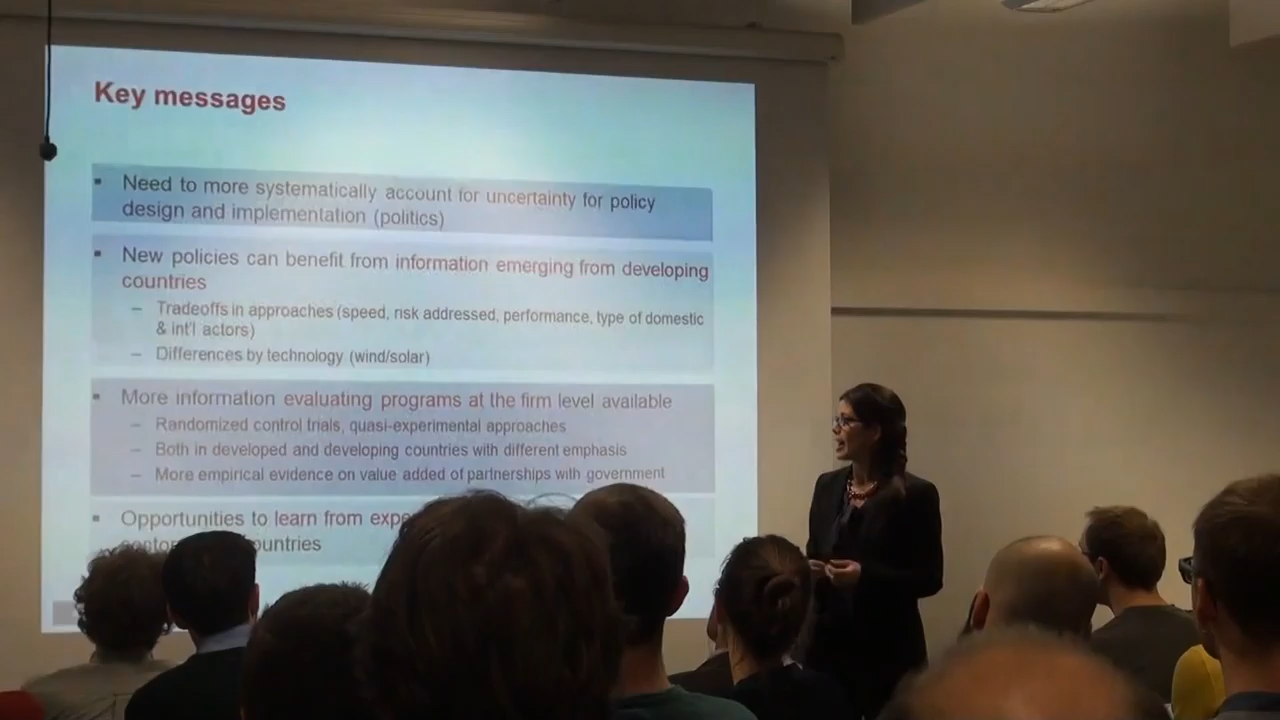 Key messages
▪ Need to more systematically account for uncertainty for policy
design and implementation (politics)
▪ New policies can benefit from information emerging from developing
countries
– Tradeoffs in approaches (speed, risk addressed, performance, type of domestic
& int'l actors)
– Differences by technology (wind/solar)
▪ More information evaluating programs at the firm level available
– Randomized control trials, quasi-experimental approaches
– Both in developed and developing countries with different emphasis
– More empirical evidence on value added of partnerships with government
▪ Opportunities to learn from